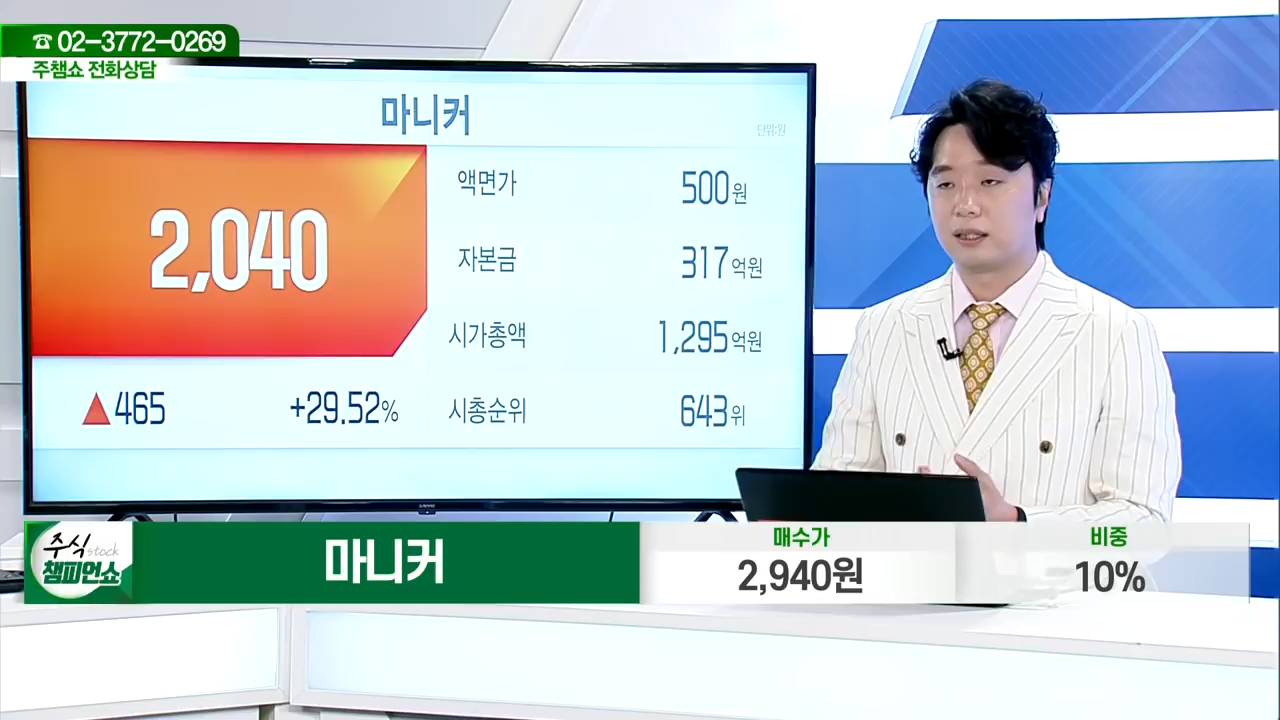 ☎ 02-3772-0269
주챔쇼 전화상담
마니커
단위:원
2,040
▲465 +29.52%
액면가 500원
자본금 317억원
시가총액 1,295억원
시총순위 643위
주식 stock
챔피언쇼
마니커
매수가
2,940원
비중
10%